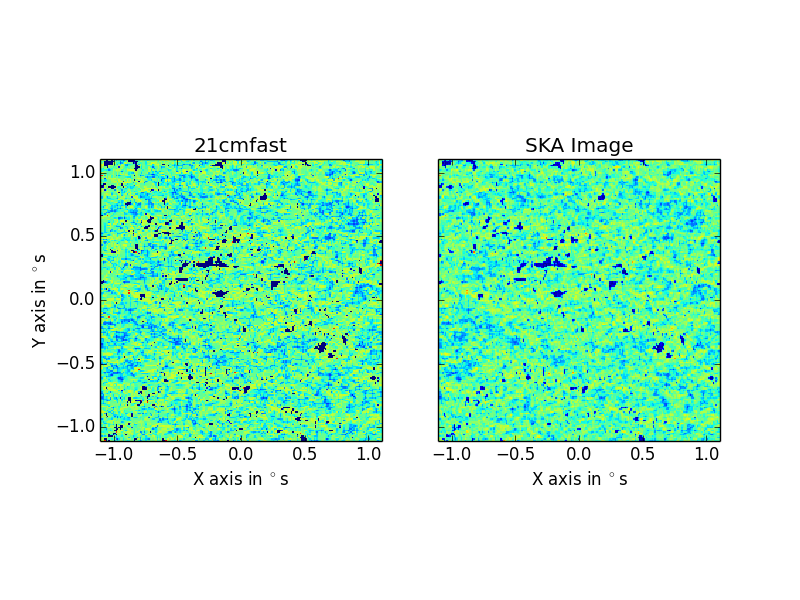 21cmfast
SKA Image
1.0
0.5
0.0
−0.5
−1.0
Y axis in °s
−1.0 −0.5 0.0 0.5 1.0
−1.0 −0.5 0.0 0.5 1.0
X axis in °s
X axis in °s